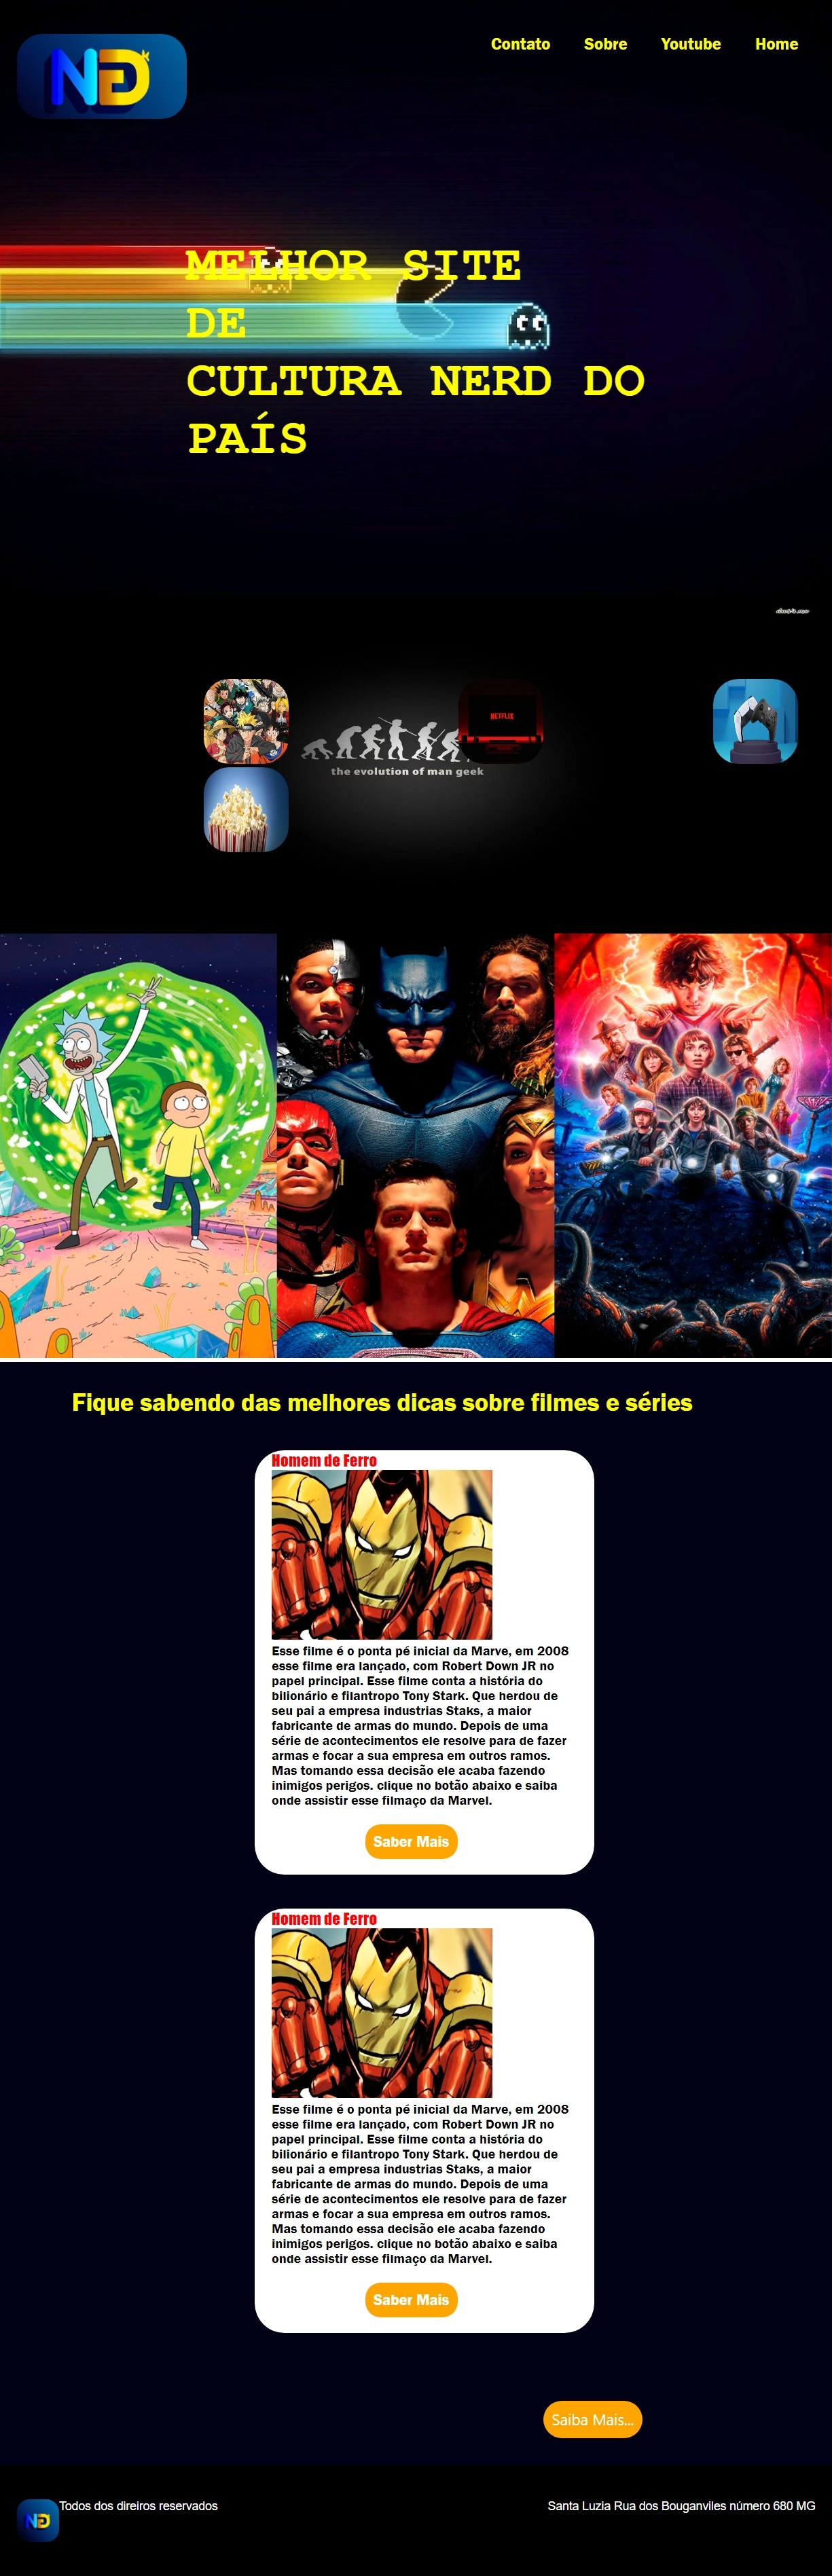 NG
Contato Sobre Youtube Home
MELHOR SITE
DE
CULTURA NERD DO
PAÍS
NETFLIX
the evolution of man geek
Fique sabendo das melhores dicas sobre filmes e séries
Homem de Ferro
Esse filme é o ponta pé inicial da Marve, em 2008
esse filme era lançado, com Robert Down JR no
papel principal. Esse filme conta a história do
bilionário e filantropo Tony Stark. Que herdou de
seu pai a empresa industrias Staks, a maior
fabricante de armas do mundo. Depois de uma
série de acontecimentos ele resolve para de fazer
armas e focar a sua empresa em outros ramos.
Mas tomando essa decisão ele acaba fazendo
inimigos perigos. clique no botão abaixo e saiba
onde assistir esse filmaço da Marvel.
Saber Mais
Homem de Ferro
Esse filme é o ponta pé inicial da Marve, em 2008
esse filme era lançado, com Robert Down JR no
papel principal. Esse filme conta a história do
bilionário e filantropo Tony Stark. Que herdou de
seu pai a empresa industrias Staks, a maior
fabricante de armas do mundo. Depois de uma
série de acontecimentos ele resolve para de fazer
armas e focar a sua empresa em outros ramos.
Mas tomando essa decisão ele acaba fazendo
inimigos perigos. clique no botão abaixo e saiba
onde assistir esse filmaço da Marvel.
Saber Mais
Saiba Mais...
NG Todos dos direiros reservados
Santa Luzia Rua dos Bouganviles número 680 MG